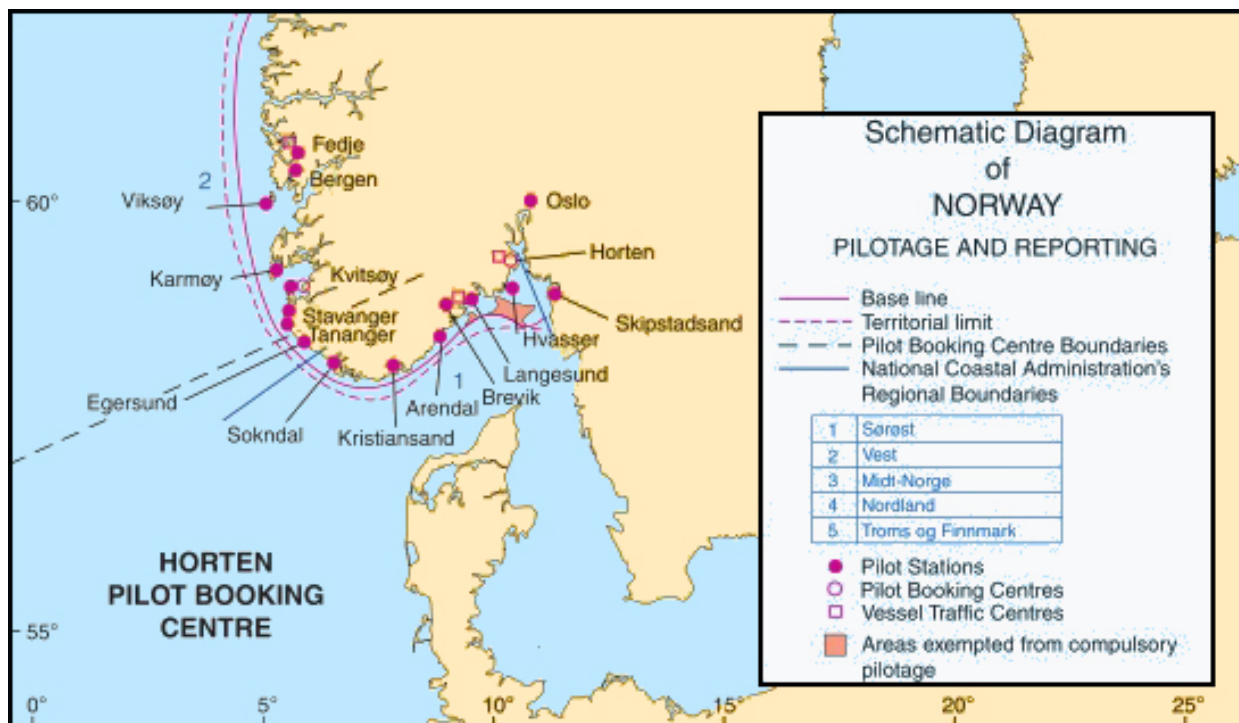 Schematic Diagram
of
NORWAY
PILOTAGE AND REPORTING
Base line
Territorial limit
Pilot Booking Centre Boundaries
National Coastal Administration's
Regional Boundaries
1 Sørøst
2 Vest
3 Midt-Norge
4 Nordland
5 Troms og Finnmark
Pilot Stations
Pilot Booking Centres
Vessel Traffic Centres
Areas exempted from compulsory
pilotage
Fedje
Bergen
2
Viksøy
60°
Oslo
Horten
Karmøy
Kvitsøy
Stavanger
Tananger
Skipstadsand
Hvasser
Langesund
1
Brevik
Arendal
Egersund
Sokndal
Kristiansand
HORTEN
PILOT BOOKING
CENTRE
55°
0° 5° 10° 15° 20° 25°